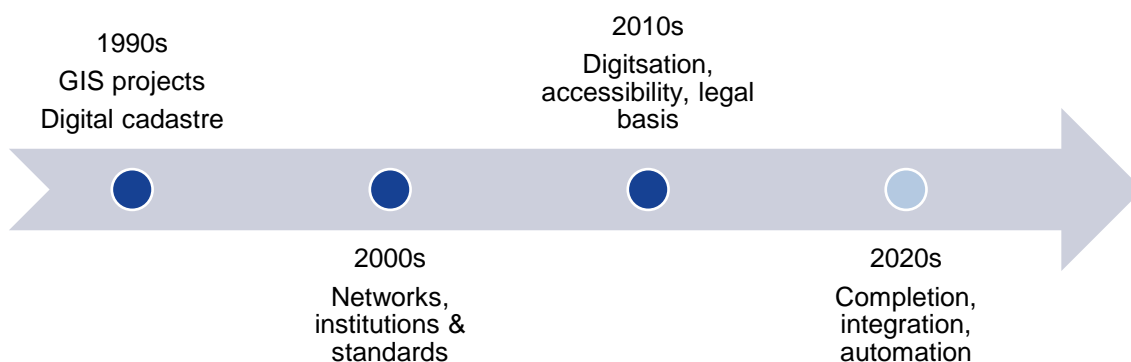 1990s
GIS projects
Digital cadastre
2000s
Networks,
institutions &
standards
2010s
Digitsation,
accessibility, legal
basis
2020s
Completion,
integration,
automation